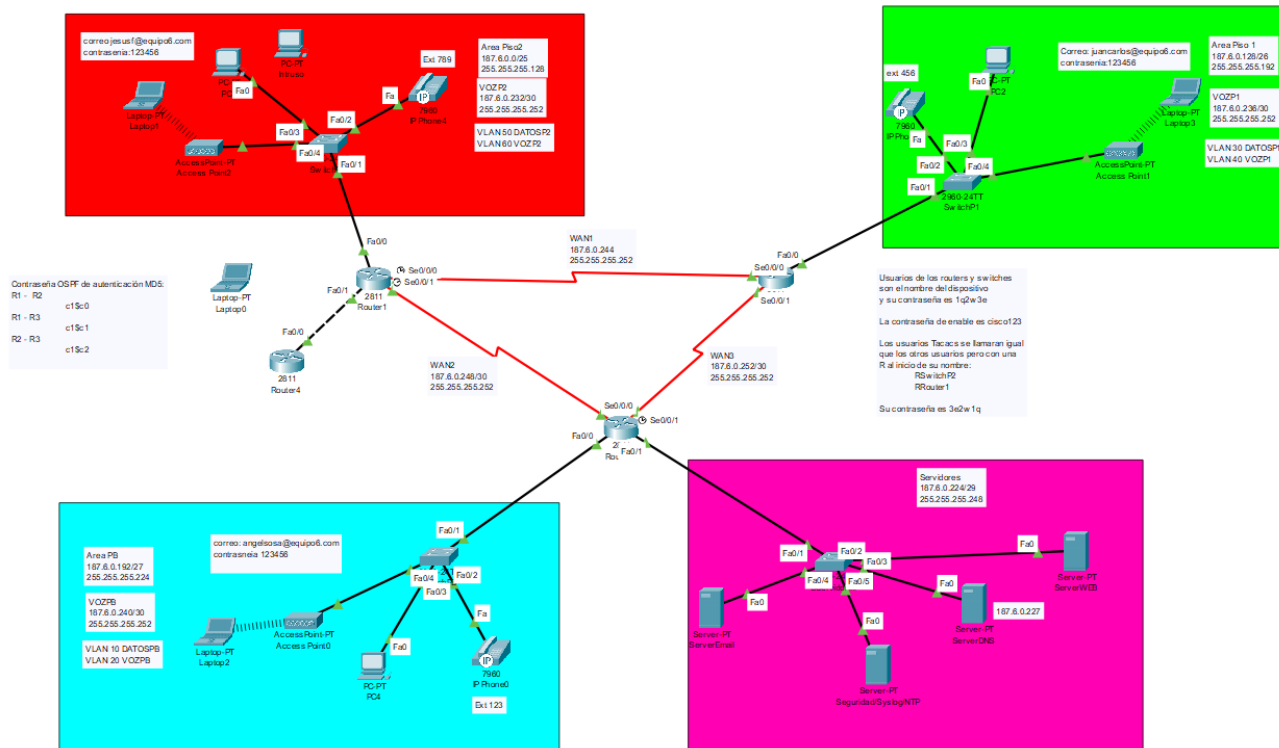 correo jesusf@equipo6.com
contrasenia:123456
PC-PT
Intruso
Fa0
Laptop-PT
Laptop1
Fa0/3
Fa0/4
Fa0/2
Fa0/1
AccessPoint-PT
Access Point2
Ext 789
Fa
IP
7960
IP Phone4
Area Piso2
187.6.0.0/25
255.255.255.128
VOZP2
187.6.0.232/30
255.255.255.252
VLAN 50 DATOSP2
VLAN 60 VOZP2
ext 456
IP
7960
Fa
Fa0
PC-PT
PC2
Fa0/3
Fa0/2
Fa0/4
Fa0/1
2960-24TT
SwitchP1
Correo: juancarlos@equipo6.com
contrasenia:123456
Laptop-PT
Laptop3
AccessPoint-PT
Access Point1
Area Piso 1
187.6.0.128/26
255.255.255.192
VOZP1
187.6.0.236/30
255.255.255.252
VLAN 30 DATOSP1
VLAN 40 VOZP1
Contraseña OSPF de autenticación MD5:
R1 - R2
c1$c0
R1 - R3
c1$c1
R2 - R3
c1$c2
Laptop-PT
Laptop0
Fa0/0
Se0/0/0
Se0/0/1
Fa0/1
2811
Router1
Fa0/0
2811
Router4
WAN1
187.6.0.244
255.255.255.252
Fa0/0
Se0/0/0
Se0/0/1
WAN2
187.6.0.248/30
255.255.255.252
WAN3
187.6.0.252/30
255.255.255.252
Se0/0/0
Se0/0/1
Fa0/0
Fa0/1
Usuarios de los routers y switches
son el nombre del dispositivo
y su contraseña es 1q2w3e
La contraseña de enable es cisco123
Los usuarios Tacacs se llamaran igual
que los otros usuarios pero con una
R al inicio de su nombre:
RSwitchP2
RRouter1
Su contraseña es 3e2w1q
Area PB
187.6.0.192/27
255.255.255.224
VOZPB
187.6.0.240/30
255.255.255.252
VLAN 10 DATOSPB
VLAN 20 VOZPB
correo: angelsosa@equipo6.com
contrasneia 123456
Fa0/1
Fa0/4
Fa0/2
Fa0/3
Laptop-PT
Laptop2
AccessPoint-PT
Access Point0
Fa0
PC-PT
PC4
Fa
IP
7960
IP Phone0
Ext 123
Servidores
187.6.0.224/29
255.255.255.248
Fa0/1
Fa0/2
Fa0/3
Fa0/4
Fa0/5
Fa0
Server-PT
ServerWEB
Fa0
187.6.0.227
Server-PT
ServerDNS
Fa0
Server-PT
ServerEmail
Fa0
Server-PT
Seguridad/Syslog/NTP